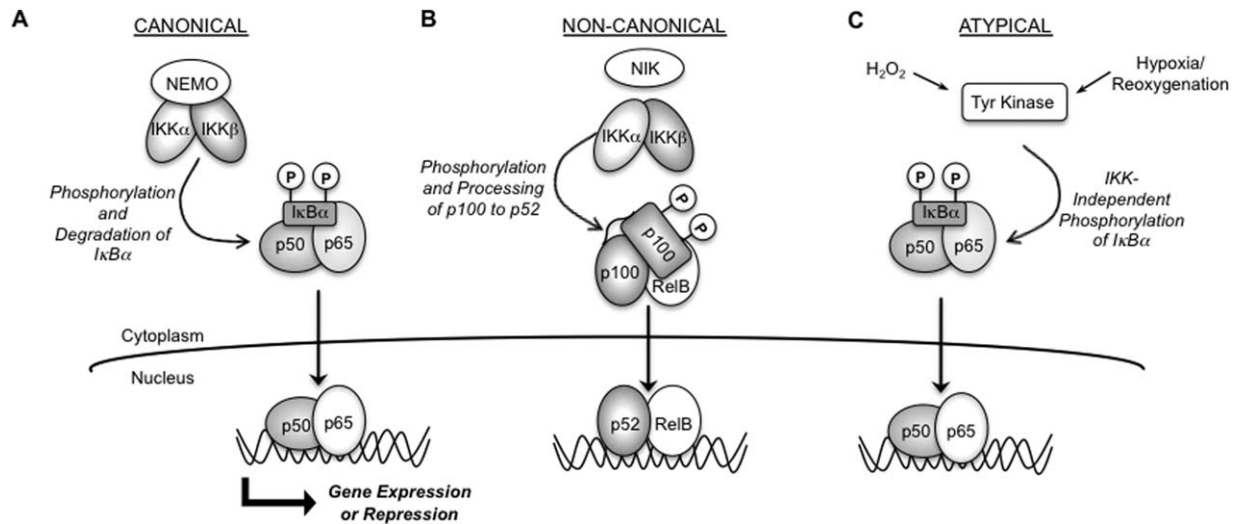 A
CANONICAL
NEMO
IKKα
IKKβ
Phosphorylation
and
Degradation of
IκBα
P
P
IκBα
p50
p65
B
NON-CANONICAL
NIK
IKKα
IKKβ
Phosphorylation
and Processing
of p100 to p52
P
P
p100
p100
RelB
C
ATYPICAL
H₂O₂
Hypoxia/
Reoxygenation
Tyr Kinase
P
P
IκBα
p50
p65
IKK-
Independent
Phosphorylation
of IκBα
Cytoplasm
Nucleus
p50
p65
p52
RelB
p50
p65
Gene Expression
or Repression